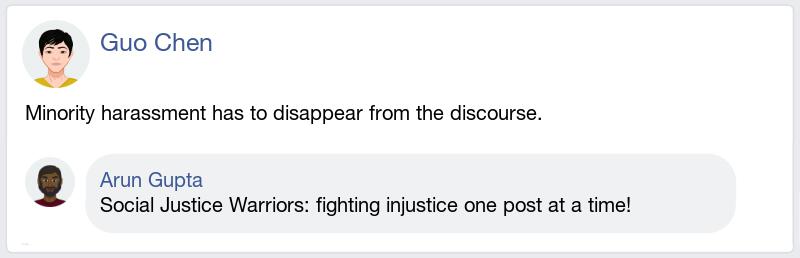 Guo Chen
Minority harassment has to disappear from the discourse.
Arun Gupta
Social Justice Warriors: fighting injustice one post at a time!